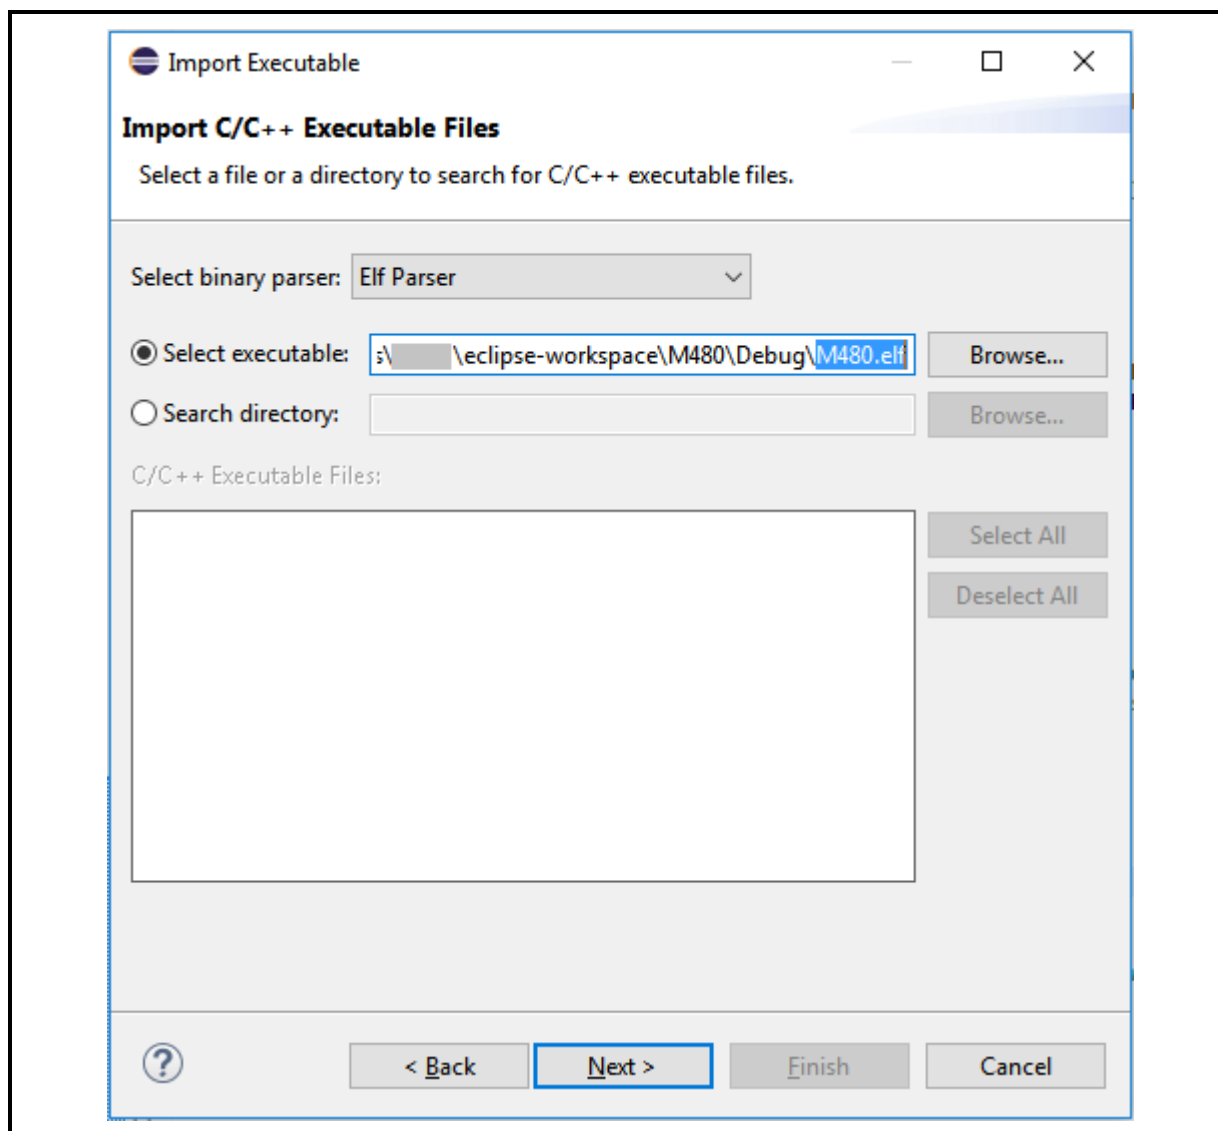 Import Executable
Import C/C++ Executable Files
Select a file or a directory to search for C/C++ executable files.
Select binary parser: Elf Parser
Select executable: s\ \eclipse-workspace\M480\Debug\M480.elf Browse...
Search directory: Browse...
C/C++ Executable Files:
Select All
Deselect All
? < Back Next > Finish Cancel